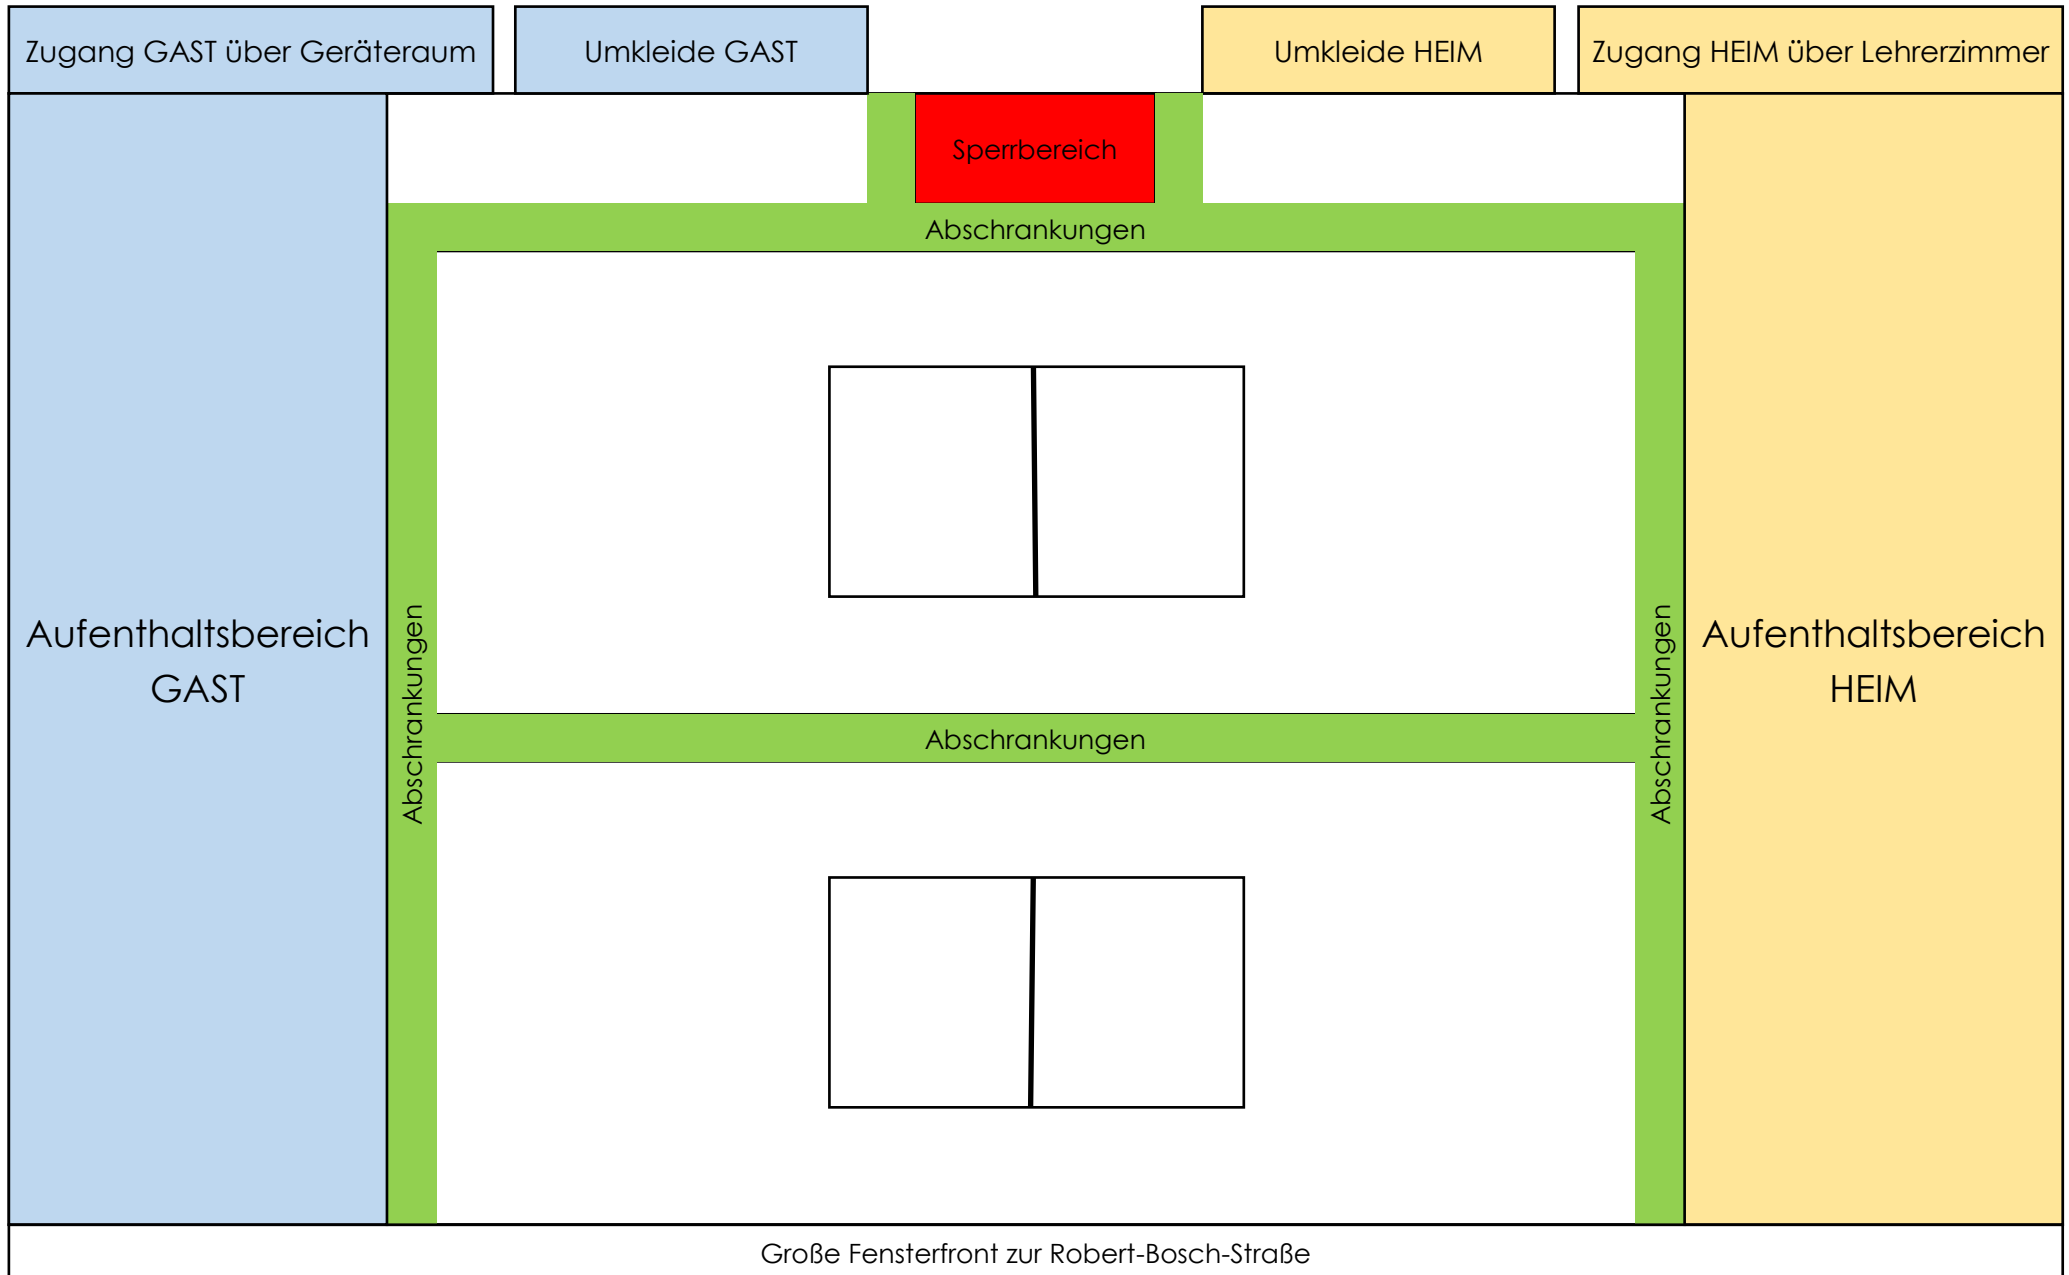 Zugang GAST über Geräteraum
Umkleide GAST
Umkleide HEIM
Zugang HEIM über Lehrerzimmer
Sperrbereich
Abschrankungen
Aufenthaltsbereich
GAST
Abschrankungen
Abschrankungen
Abschrankungen
Aufenthaltsbereich
HEIM
Große Fensterfront zur Robert-Bosch-Straße